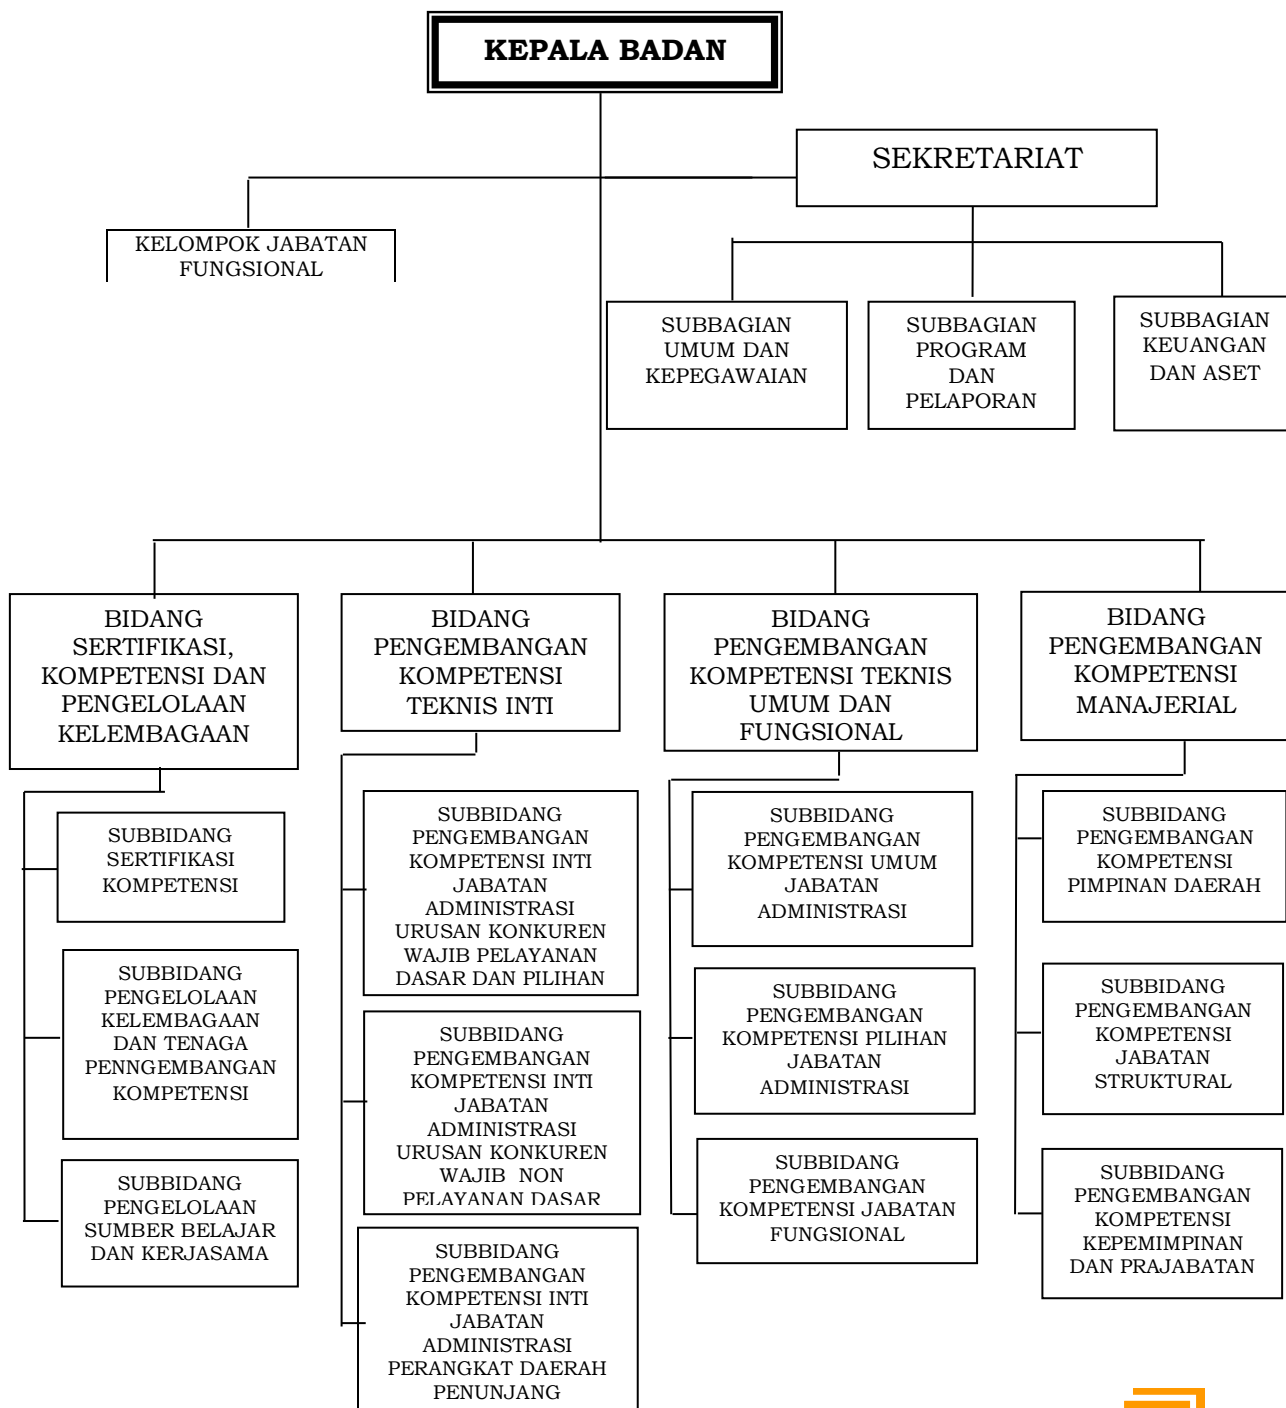 KEPALA BADAN
SEKRETARIAT
KELOMPOK JABATAN
FUNGSIONAL
SUBBAGIAN
UMUM DAN
KEPEGAWAIAN
SUBBAGIAN
PROGRAM
DAN
PELAPORAN
SUBBAGIAN
KEUANGAN
DAN ASET
BIDANG
SERTIFIKASI,
KOMPETENSI DAN
PENGELOLAAN
KELEMBAGAAN
BIDANG
PENGEMBANGAN
KOMPETENSI
TEKNIS INTI
BIDANG
PENGEMBANGAN
KOMPETENSI TEKNIS
UMUM DAN
FUNGSIONAL
BIDANG
PENGEMBANGAN
KOMPETENSI
MANAJERIAL
SUBBIDANG
SERTIFIKASI
KOMPETENSI
SUBBIDANG
PENGELOLAAN
KELEMBAGAAN
DAN TENAGA
PENNGEMBANGAN
KOMPETENSI
SUBBIDANG
PENGELOLAAN
SUMBER BELAJAR
DAN KERJASAMA
SUBBIDANG
PENGEMBANGAN
KOMPETENSI INTI
JABATAN
ADMINISTRASI
URUSAN KONKUREN
WAJIB PELAYANAN
DASAR DAN PILIHAN
SUBBIDANG
PENGEMBANGAN
KOMPETENSI INTI
JABATAN
ADMINISTRASI
URUSAN KONKUREN
WAJIB NON
PELAYANAN DASAR
SUBBIDANG
PENGEMBANGAN
KOMPETENSI INTI
JABATAN
ADMINISTRASI
PERANGKAT DAERAH
PENUNJANG
SUBBIDANG
PENGEMBANGAN
KOMPETENSI UMUM
JABATAN
ADMINISTRASI
SUBBIDANG
PENGEMBANGAN
KOMPETENSI PILIHAN
JABATAN
ADMINISTRASI
SUBBIDANG
PENGEMBANGAN
KOMPETENSI JABATAN
FUNGSIONAL
SUBBIDANG
PENGEMBANGAN
KOMPETENSI
PIMPINAN DAERAH
SUBBIDANG
PENGEMBANGAN
KOMPETENSI
JABATAN
STRUKTURAL
SUBBIDANG
PENGEMBANGAN
KOMPETENSI
KEPEMIMPINAN
DAN PRAJABATAN